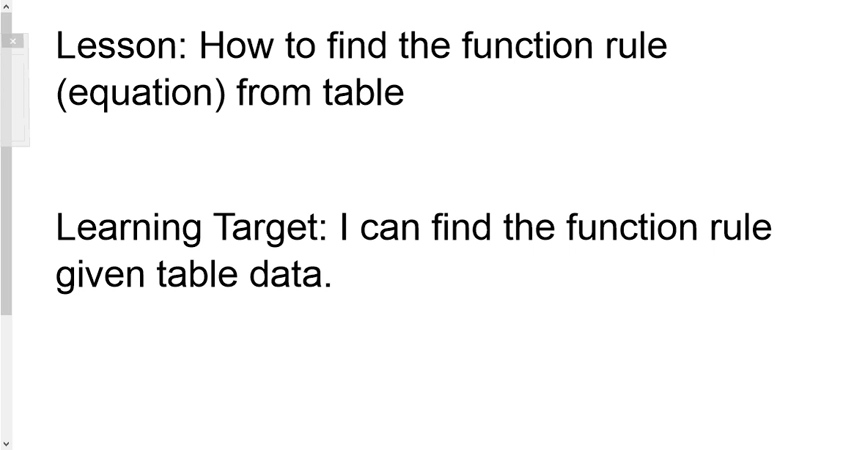 Lesson: How to find the function rule
(equation) from table
Learning Target: I can find the function rule
given table data.